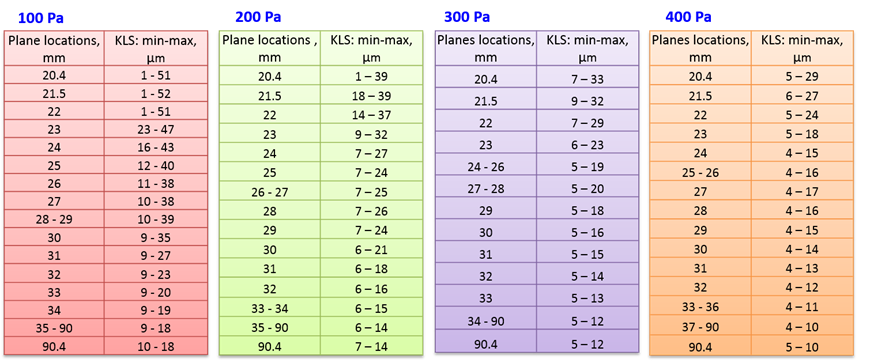 100 Pa
Plane locations, mm KLS: min-max, µm
20.4 1 - 51
21.5 1 - 52
22 1 - 51
23 23 - 47
24 16 - 43
25 12 - 40
26 11 - 38
27 10 - 38
28 - 29 10 - 39
30 9 - 35
31 9 - 27
32 9 - 23
33 9 - 20
34 9 - 19
35 - 90 9 - 18
90.4 10 - 18
200 Pa
Plane locations , mm KLS: min-max, µm
20.4 1 – 39
21.5 18 – 39
22 14 – 37
23 9 – 32
24 7 – 27
25 7 – 24
26 - 27 7 – 25
28 7 – 26
29 7 – 24
30 6 – 21
31 6 – 18
32 6 – 16
33 - 34 6 – 15
35 - 90 6 – 14
90.4 7 – 14
300 Pa
Planes locations, mm KLS: min-max, µm
20.4 7 – 33
21.5 9 – 32
22 7 – 29
23 6 – 23
24 - 26 5 – 19
27 - 28 5 – 20
29 5 – 18
30 5 – 16
31 5 – 15
32 5 – 14
33 5 – 13
34 - 90 5 – 12
90.4 5 – 12
400 Pa
Planes locations, mm KLS: min-max, µm
20.4 5 – 29
21.5 6 – 27
22 5 – 24
23 5 – 18
24 4 – 15
25 - 26 4 – 16
27 4 – 17
28 4 – 16
29 4 – 15
30 4 – 14
31 4 – 13
32 4 – 12
33 - 36 4 – 11
37 - 90 4 – 10
90.4 5 – 10